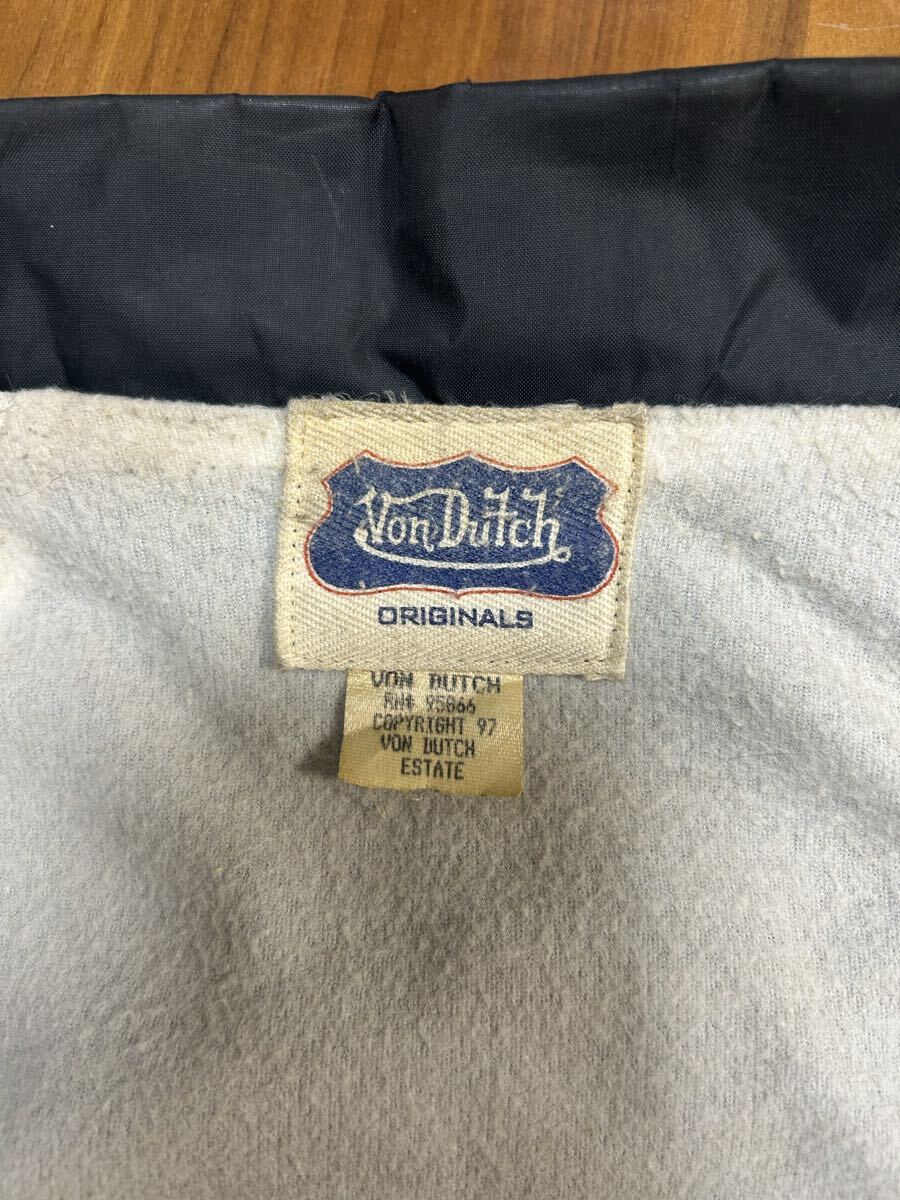 Von Dutch
ORIGINALS
VON DUTCH
RN# 95866
COPYRIGHT 97
VON DUTCH
ESTATE